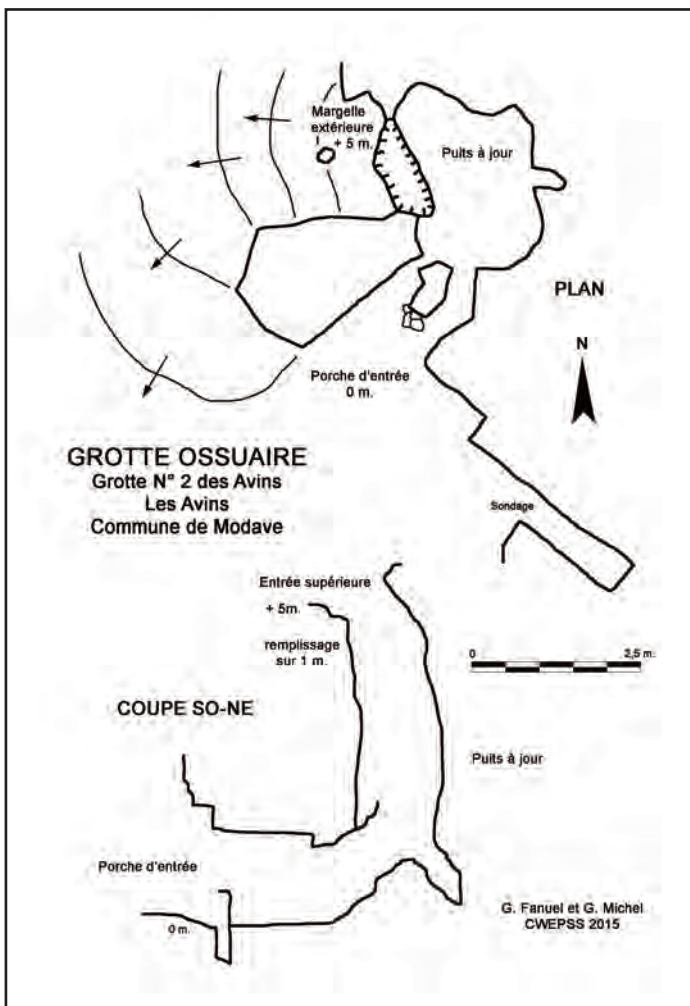 Margelle
extérieure
+ 5 m.
Puits à jour
PLAN
N
Porche d'entrée
0 m.
GROTTE OSSUAIRE
Grotte N° 2 des Avins
Les Avins
Commune de Modave
Sondage
Entrée supérieure
+ 5m.
remplissage
sur 1 m.
0 2,5 m.
COUPE SO-NE
Puits à jour
Porche d'entrée
0 m.
G. Fanuel et G. Michel
CWEPSS 2015